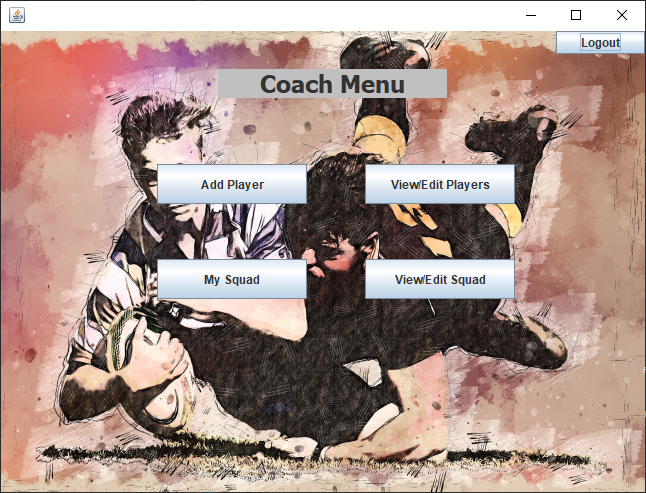 Logout
Coach Menu
Add Player
View/Edit Players
My Squad
View/Edit Squad